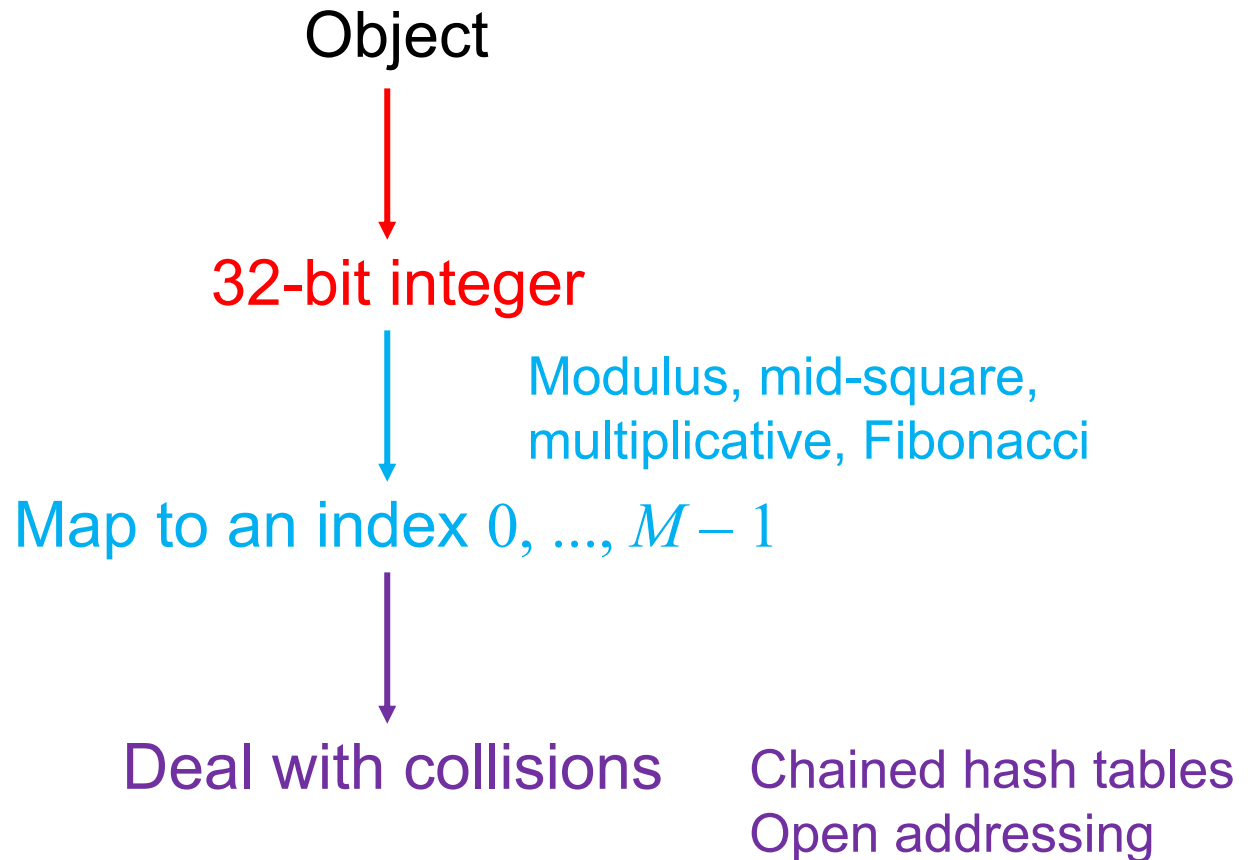 Object
32-bit integer
Modulus, mid-square,
multiplicative, Fibonacci
Map to an index 0, ..., M – 1
Deal with collisions
Chained hash tables
Open addressing